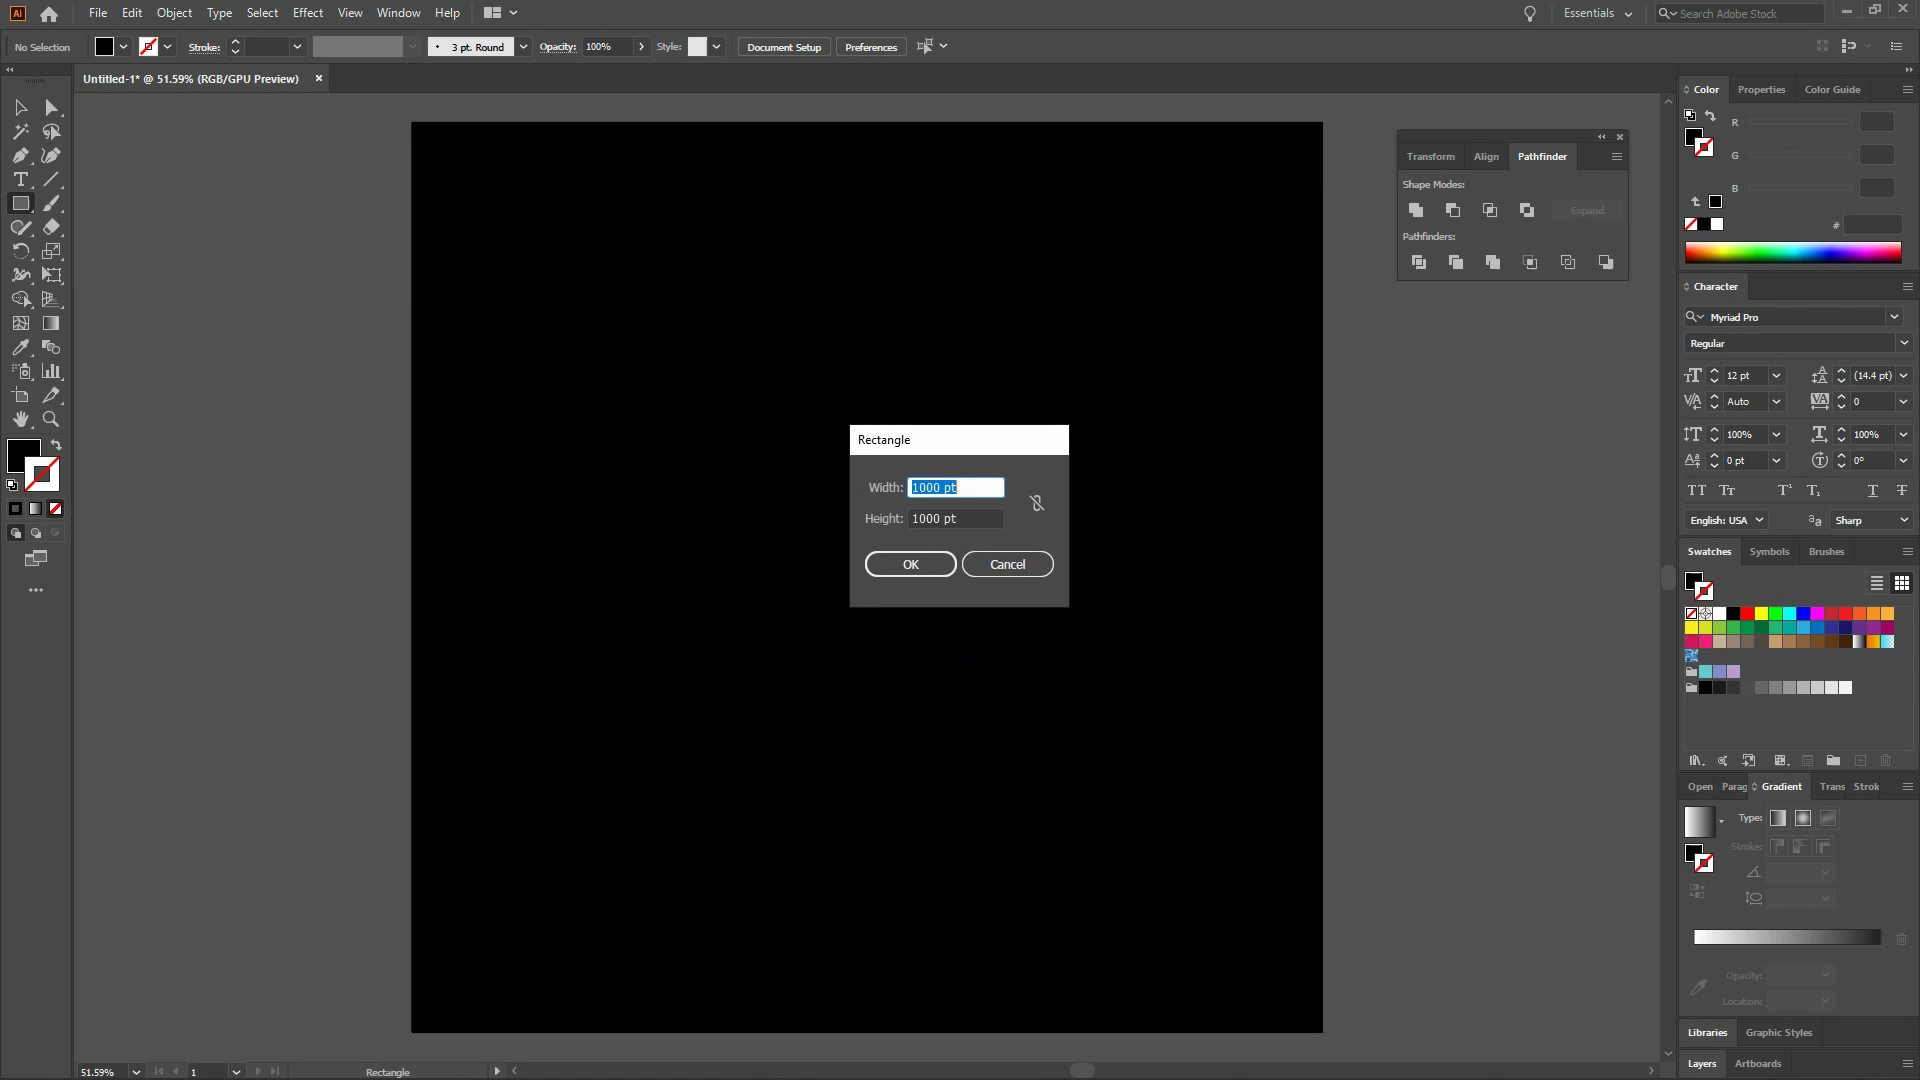 Ai File Edit Object Type Select Effect View Window Help Essentials Search Adobe Stock
No Selection Stroke: 3 pt. Round Opacity: 100% Style: Document Setup Preferences
Untitled-1* @ 51.59% (RGB/GPU Preview)
Color Properties Color Guide
R
G
B
#
Transform Align Pathfinder
Shape Modes:
Expand
Pathfinders:
Character
Myriad Pro
Regular
12 pt (14.4 pt)
Auto 0
100% 100%
0 pt 0°
English: USA Sharp
Rectangle
Width: 1000 pt
Height: 1000 pt
OK Cancel
Swatches Symbols Brushes
Open Parag Gradient Trans Strok
Type:
Stroke:
Opacity:
Location:
Libraries Graphic Styles
Layers Artboards
51.59% 1 Rectangle